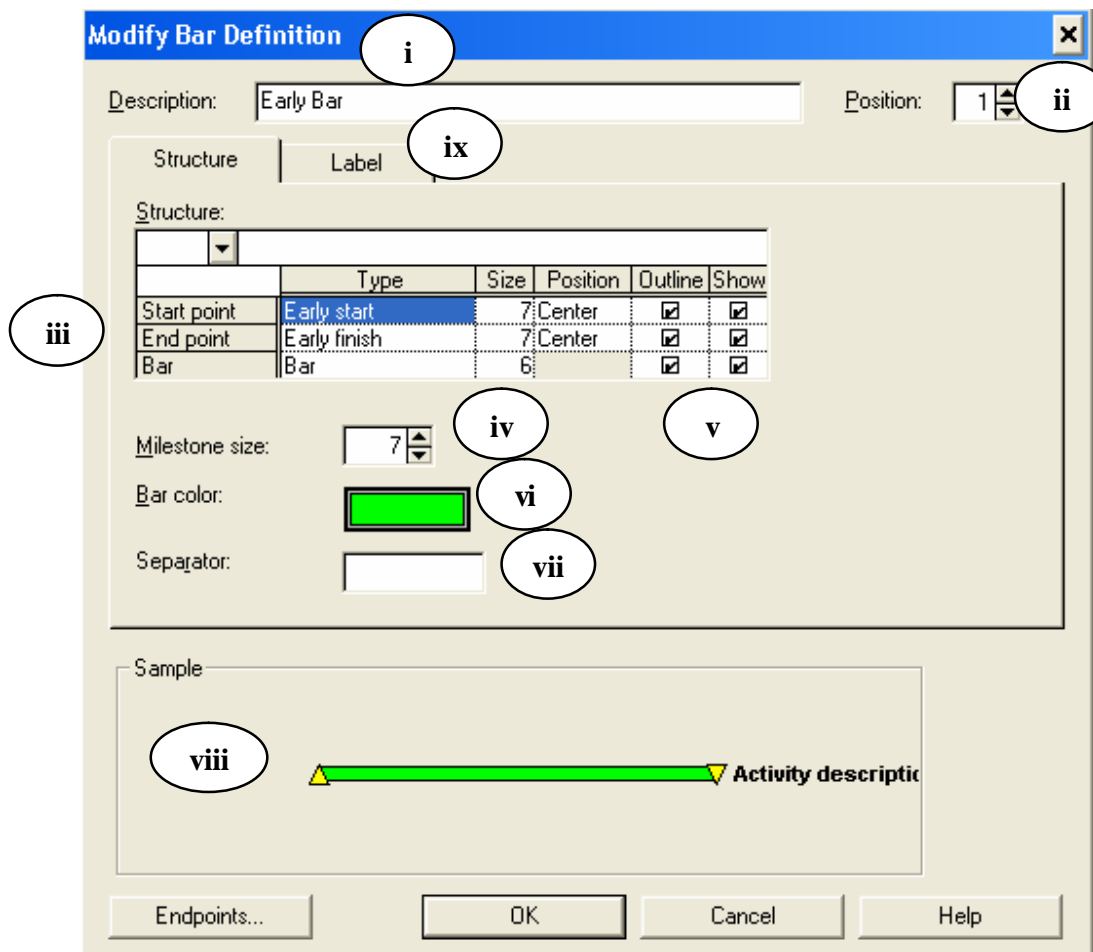 Modify Bar Definition
i
Description: Early Bar Position: 1 ii
Structure Label ix
Structure:
Type Size Position Outline Show
iii Start point Early start 7 Center
End point Early finish 7 Center
Bar Bar 6
iv v
Milestone size: 7
Bar color: vi
Separator: vii
Sample
viii
Activity descriptic
Endpoints... OK Cancel Help